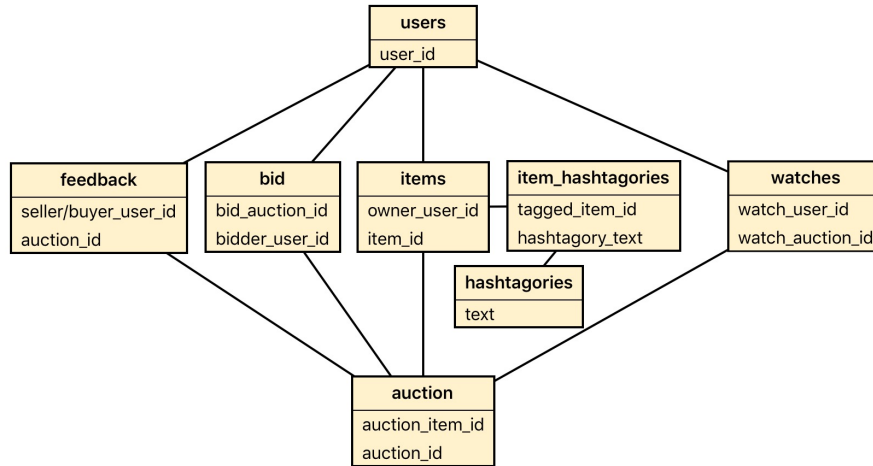 users
user_id
feedback
seller/buyer_user_id
auction_id
bid
bid_auction_id
bidder_user_id
items
owner_user_id
item_id
item_hashtagories
tagged_item_id
hashtagory_text
watches
watch_user_id
watch_auction_id
hashtagories
text
auction
auction_item_id
auction_id